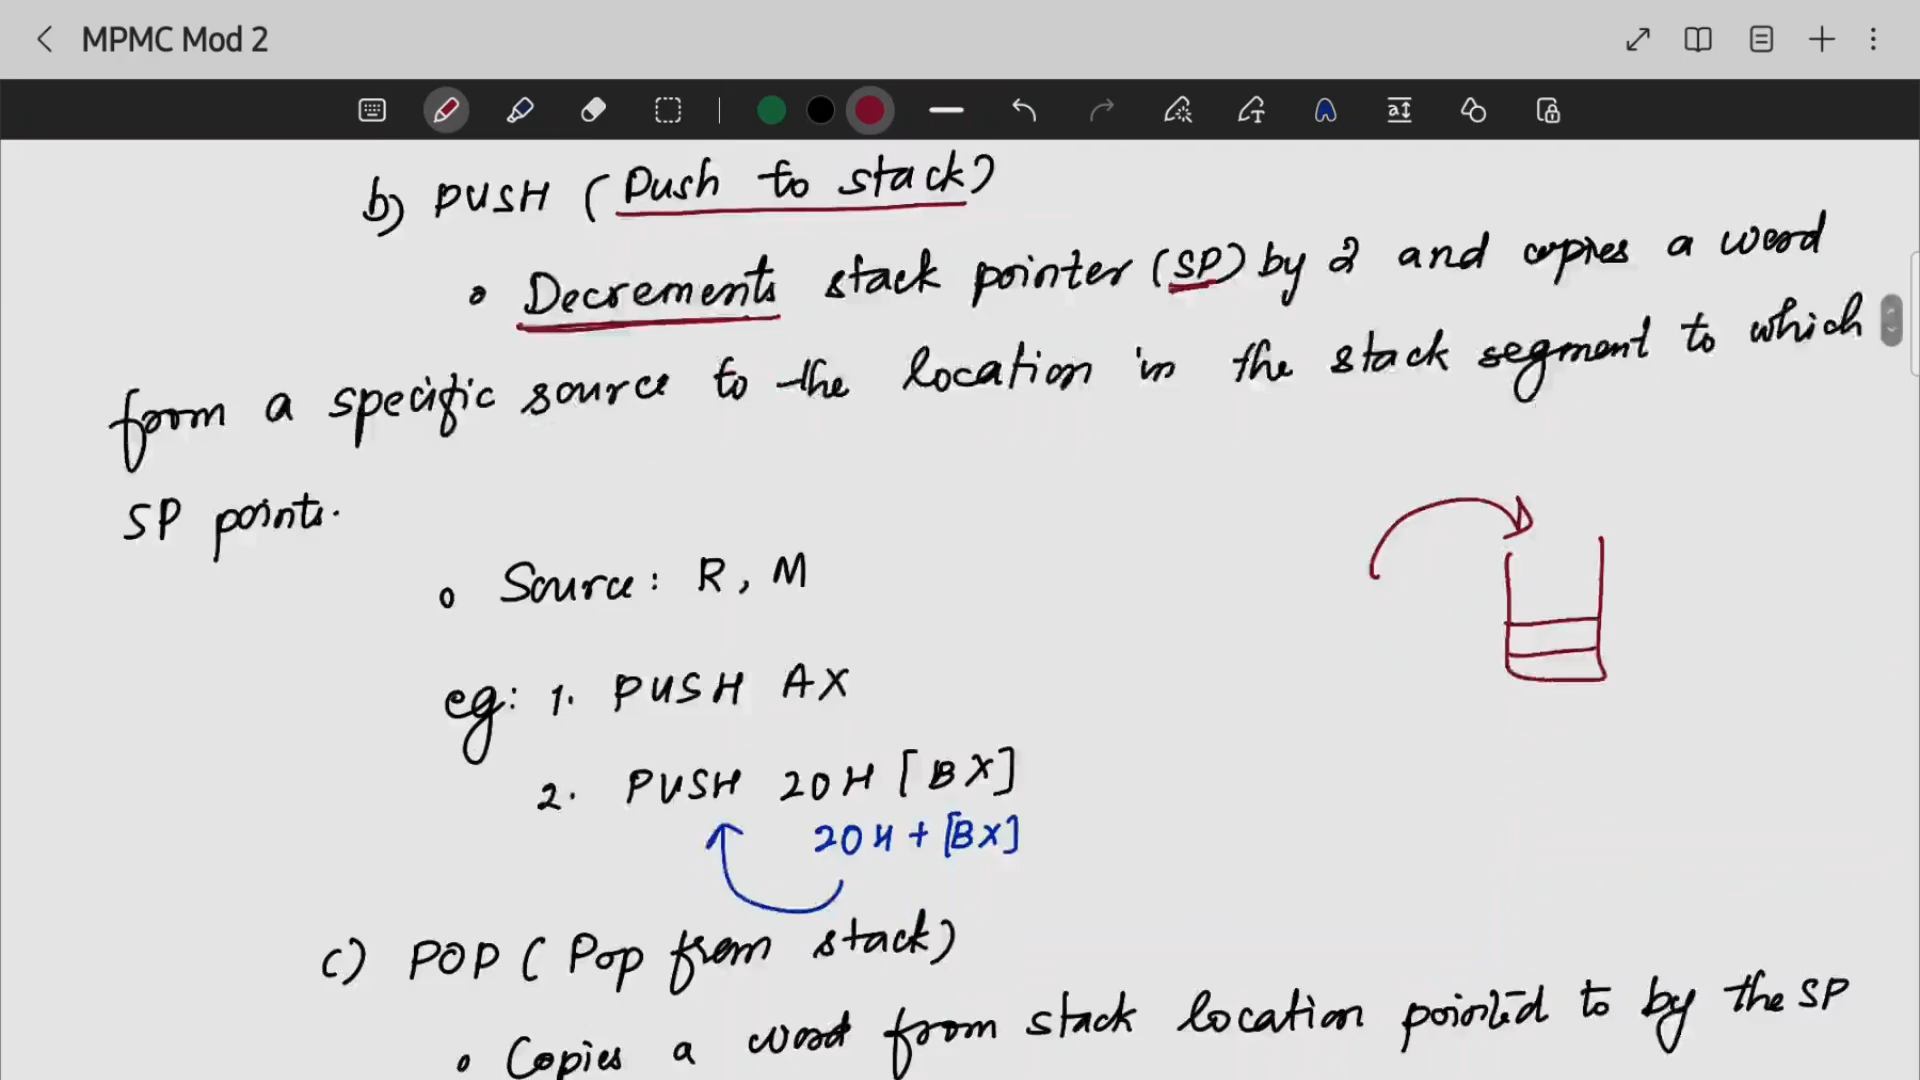 MPMC Mod 2
b) PUSH (Push to stack)
• Decrements stack pointer (SP) by 2 and copies a word
from a specific source to the location in the stack segment to which
SP points.
• Source: R, M
eg: 1. PUSH AX
2. PUSH 20H [BX]
20H + [BX]
c) POP (Pop from stack)
• Copies a word from stack location pointed to by the SP